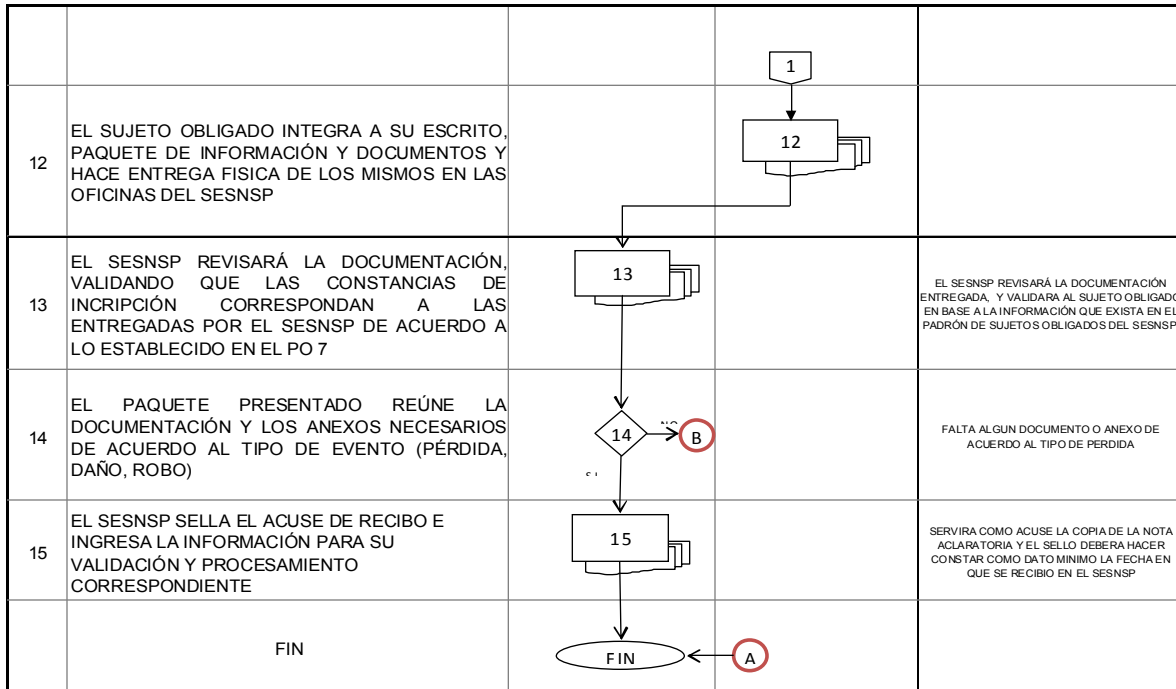 1
12
EL SUJETO OBLIGADO INTEGRA A SU ESCRITO,
PAQUETE DE INFORMACIÓN Y DOCUMENTOS Y
HACE ENTREGA FISICA DE LOS MISMOS EN LAS
OFICINAS DEL SESNSP
12
13
EL SESNSP REVISARÁ LA DOCUMENTACIÓN,
VALIDANDO QUE LAS CONSTANCIAS DE
INCRIPCIÓN CORRESPONDAN A LAS
ENTREGADAS POR EL SESNSP DE ACUERDO A
LO ESTABLECIDO EN EL PO 7
13
EL SESNSP REVISARÁ LA DOCUMENTACIÓN
ENTREGADA, Y VALIDARA AL SUJETO OBLIGADO
EN BASE A LA INFORMACIÓN QUE EXISTA EN EL
PADRÓN DE SUJETOS OBLIGADOS DEL SESNSP
14
EL PAQUETE PRESENTADO REÚNE LA
DOCUMENTACIÓN Y LOS ANEXOS NECESARIOS
DE ACUERDO AL TIPO DE EVENTO (PÉRDIDA,
DAÑO, ROBO)
14
B
FALTA ALGUN DOCUMENTO O ANEXO DE
ACUERDO AL TIPO DE PERDIDA
15
EL SESNSP SELLA EL ACUSE DE RECIBO E
INGRESA LA INFORMACIÓN PARA SU
VALIDACIÓN Y PROCESAMIENTO
CORRESPONDIENTE
15
SERVIRA COMO ACUSE LA COPIA DE LA NOTA
ACLARATORIA Y EL SELLO DEBERA HACER
CONSTAR COMO DATO MINIMO LA FECHA EN
QUE SE RECIBIO EN EL SESNSP
FIN
FIN
A